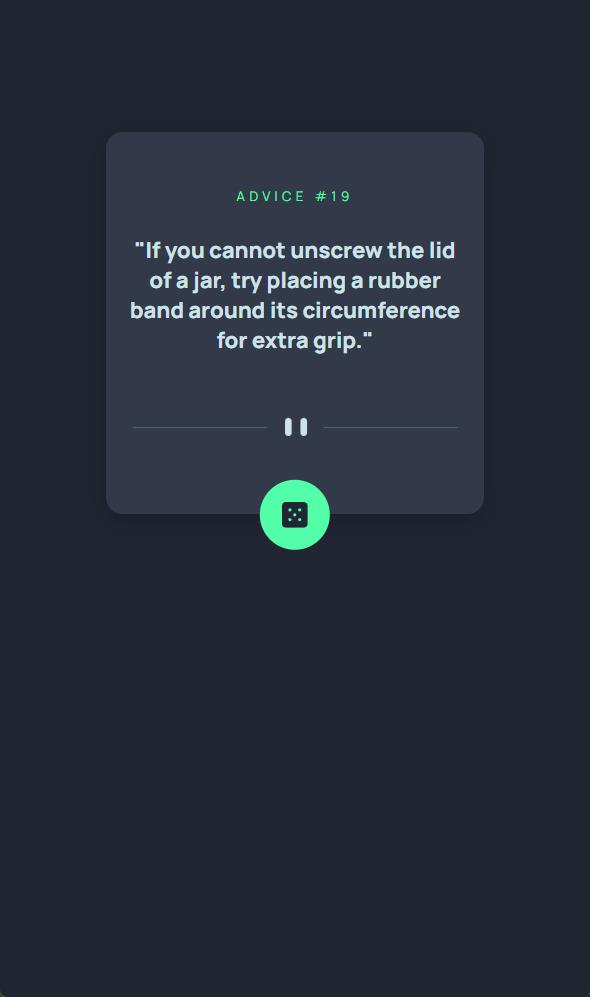 ADVICE #19
"If you cannot unscrew the lid
of a jar, try placing a rubber
band around its circumference
for extra grip."